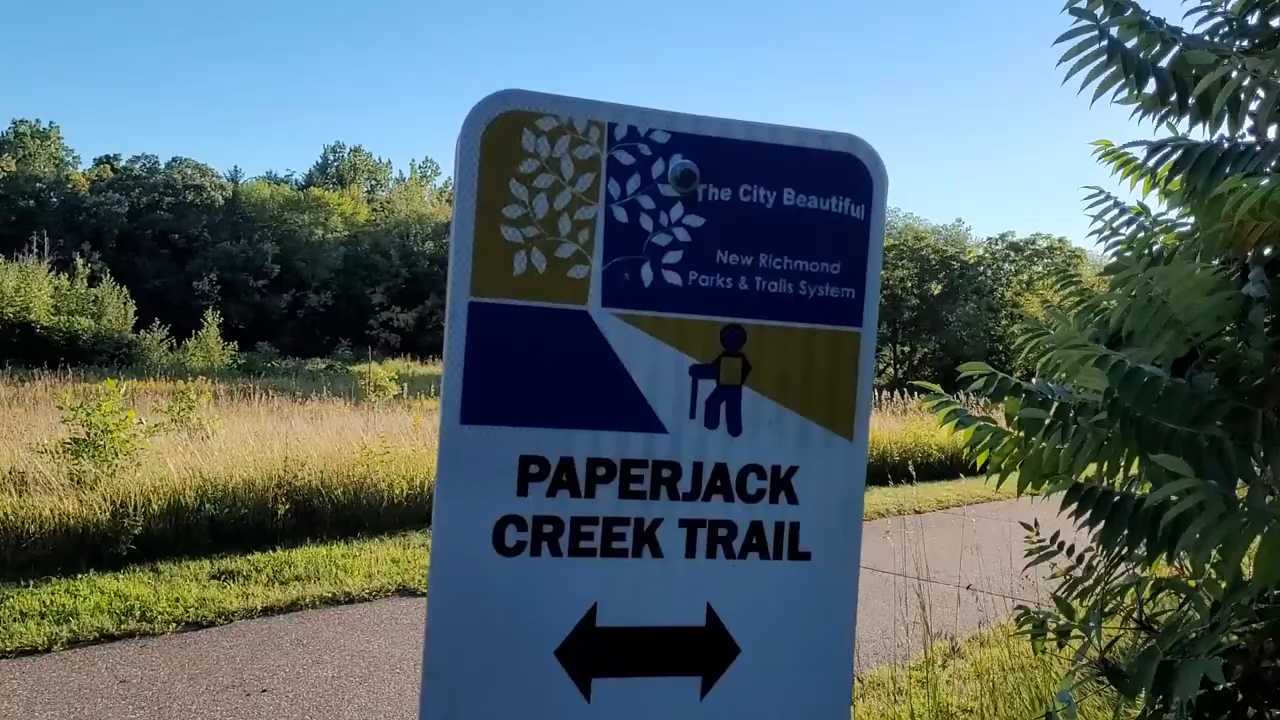 The City Beautiful
New Richmond
Parks & Trails System
PAPERJACK
CREEK TRAIL